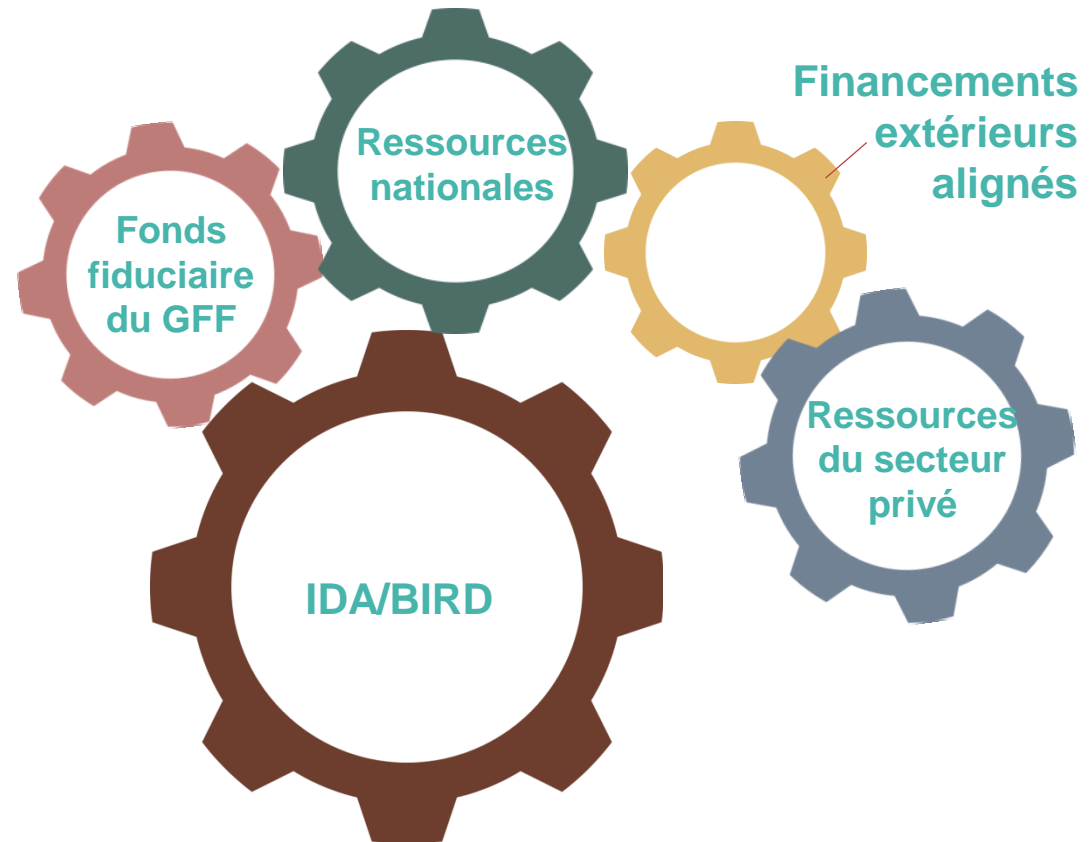 Financements
extérieurs
alignés
Ressources
nationales
Fonds
fiduciaire
du GFF
Ressources
du secteur
privé
IDA/BIRD